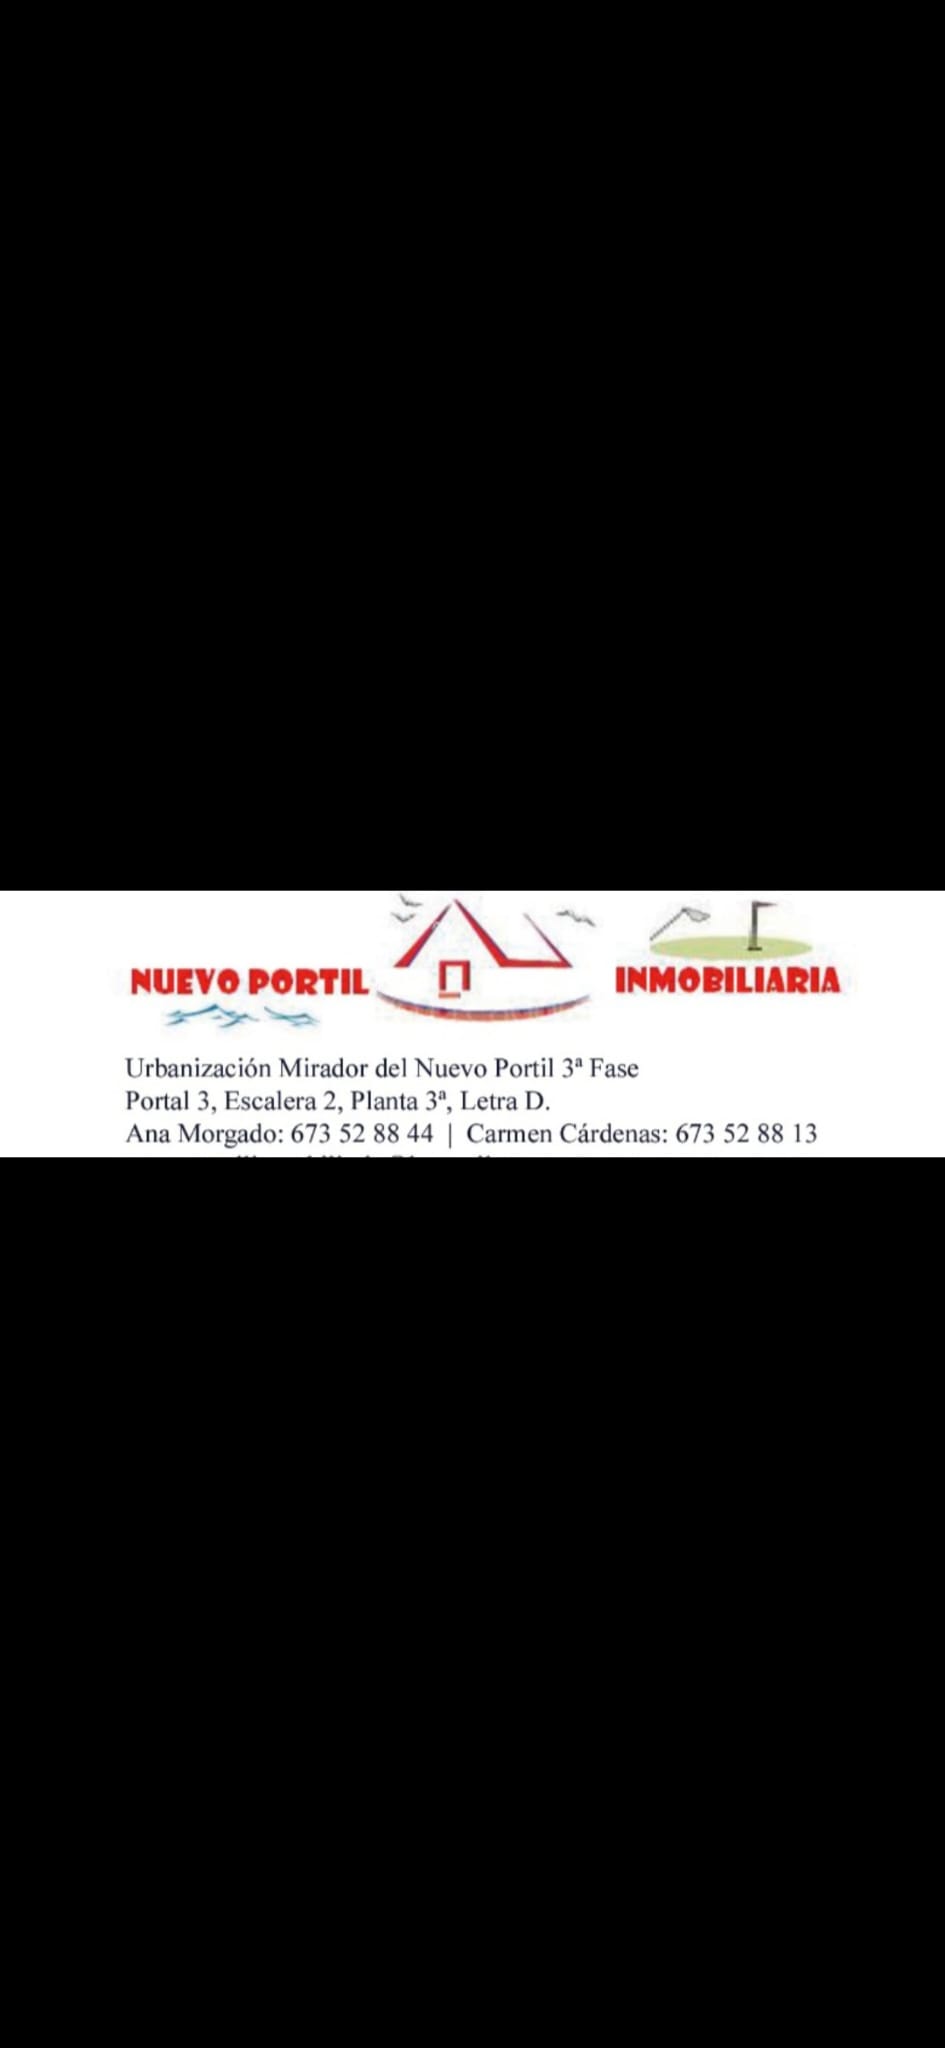 NUEVO PORTIL INMOBILIARIA
Urbanización Mirador del Nuevo Portil 3ª Fase
Portal 3, Escalera 2, Planta 3ª, Letra D.
Ana Morgado: 673 52 88 44 | Carmen Cárdenas: 673 52 88 13